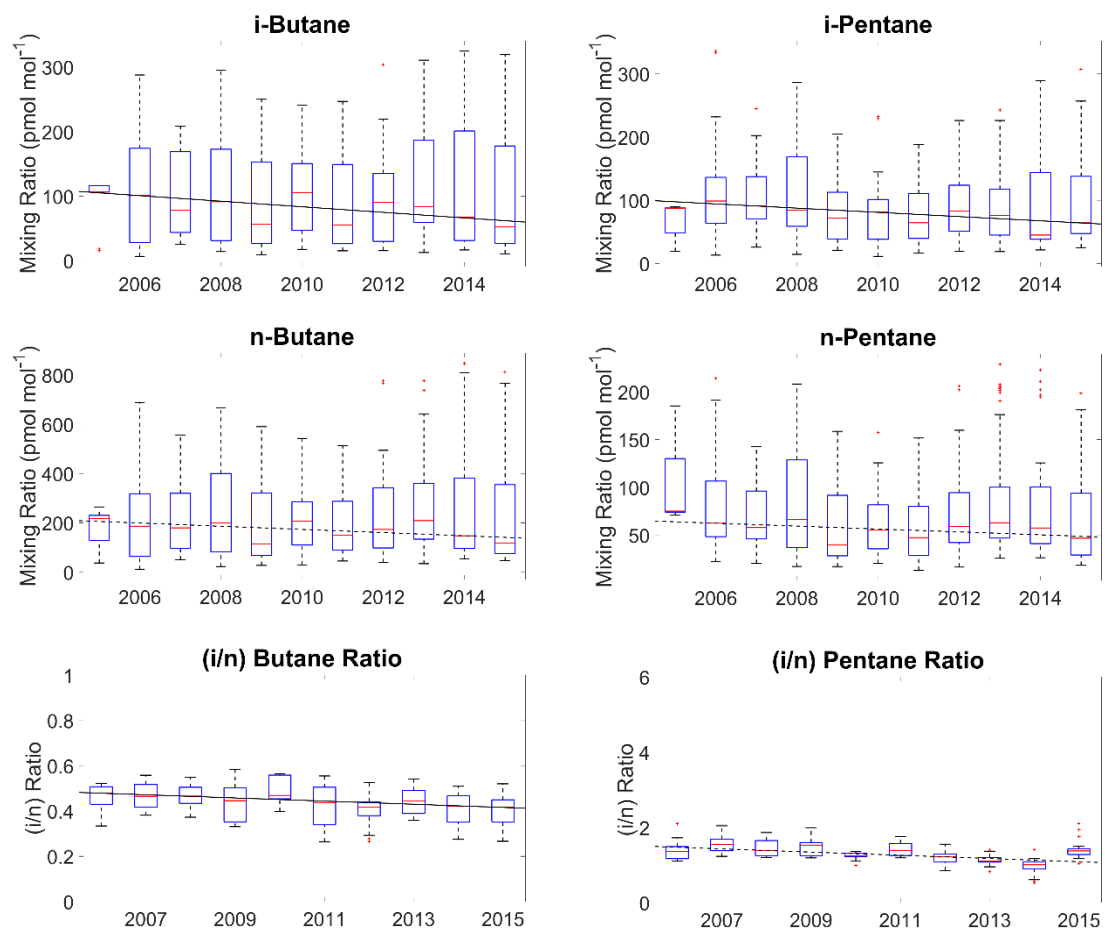 i-Butane
Mixing Ratio (pmol mol⁻¹)
300
200
100
0
2006 2008 2010 2012 2014
i-Pentane
Mixing Ratio (pmol mol⁻¹)
300
200
100
0
2006 2008 2010 2012 2014
n-Butane
Mixing Ratio (pmol mol⁻¹)
800
600
400
200
0
2006 2008 2010 2012 2014
n-Pentane
Mixing Ratio (pmol mol⁻¹)
200
150
100
50
2006 2008 2010 2012 2014
(i/n) Butane Ratio
(i/n) Ratio
1
0.8
0.6
0.4
0.2
0
2007 2009 2011 2013 2015
(i/n) Pentane Ratio
(i/n) Ratio
6
4
2
0
2007 2009 2011 2013 2015